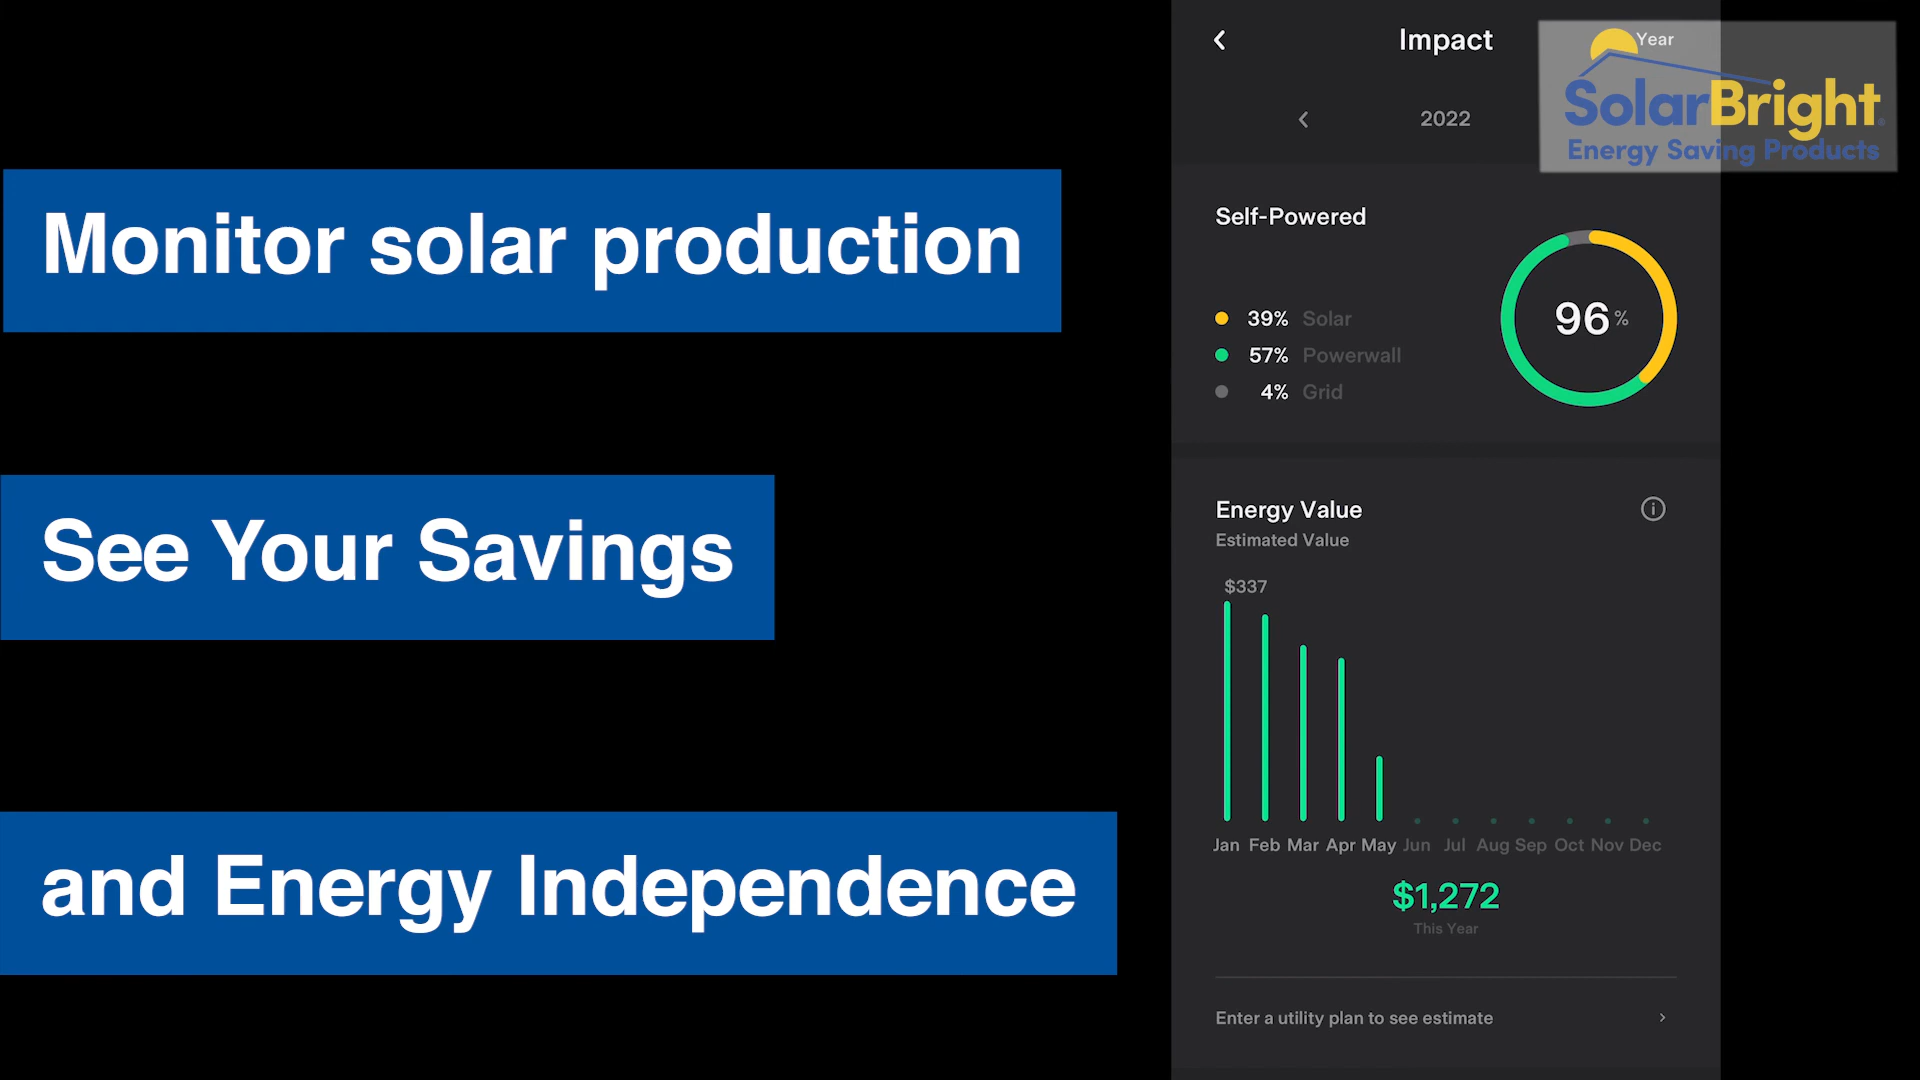 Monitor solar production
See Your Savings
and Energy Independence
Impact
Year
2022
SolarBright®
Energy Saving Products
Self-Powered
96%
39% Solar
57% Powerwall
4% Grid
Energy Value
Estimated Value
$337
Jan Feb Mar Apr May Jun Jul Aug Sep Oct Nov Dec
$1,272
This Year
Enter a utility plan to see estimate